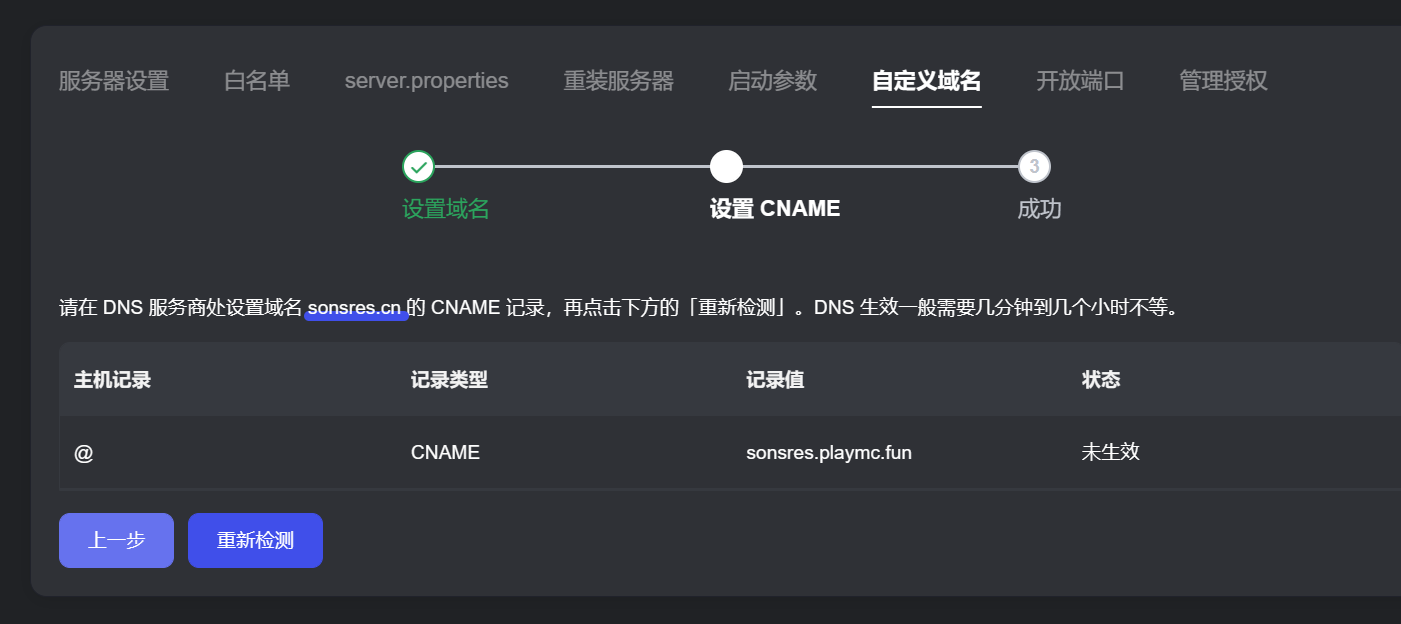 服务器设置 白名单 server.properties 重装服务器 启动参数 自定义域名 开放端口 管理授权
3
设置域名 设置 CNAME 成功
请在 DNS 服务商处设置域名 sonsres.cn 的 CNAME 记录，再点击下方的「重新检测」。DNS 生效一般需要几分钟到几个小时不等。
主机记录 记录类型 记录值 状态
@ CNAME sonsres.playmc.fun 未生效
上一步 重新检测